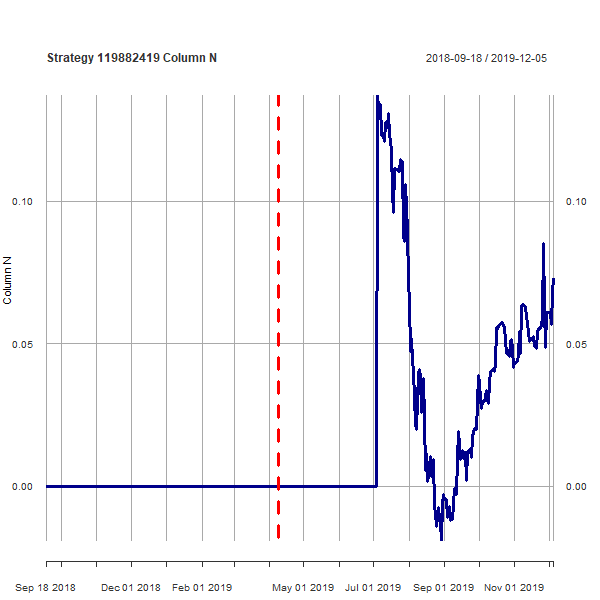 Strategy 119882419 Column N
2018-09-18 / 2019-12-05
Column N
0.10
0.10
0.05
0.05
0.00
0.00
Sep 18 2018
Dec 01 2018
Feb 01 2019
May 01 2019
Jul 01 2019
Sep 01 2019
Nov 01 2019